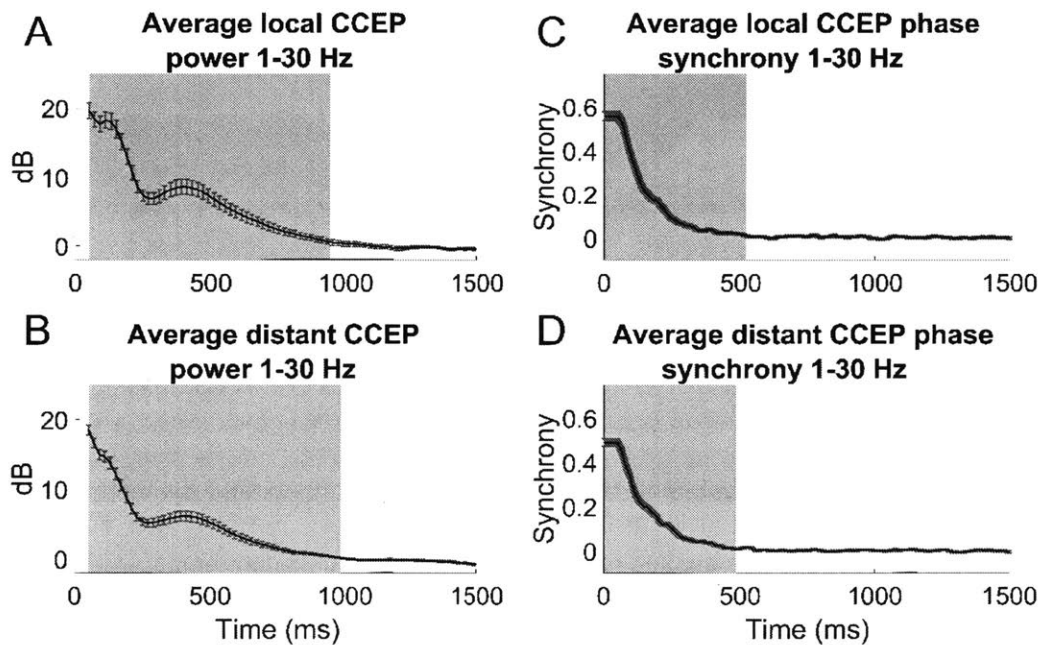 A
Average local CCEP
power 1-30 Hz
dB
20
10
0
0
500
1000
1500
C
Average local CCEP phase
synchrony 1-30 Hz
Synchrony
0.6
0.4
0.2
0
0
500
1000
1500
B
Average distant CCEP
power 1-30 Hz
dB
20
10
0
0
500
1000
1500
Time (ms)
D
Average distant CCEP phase
synchrony 1-30 Hz
Synchrony
0.6
0.4
0.2
0
0
500
1000
1500
Time (ms)